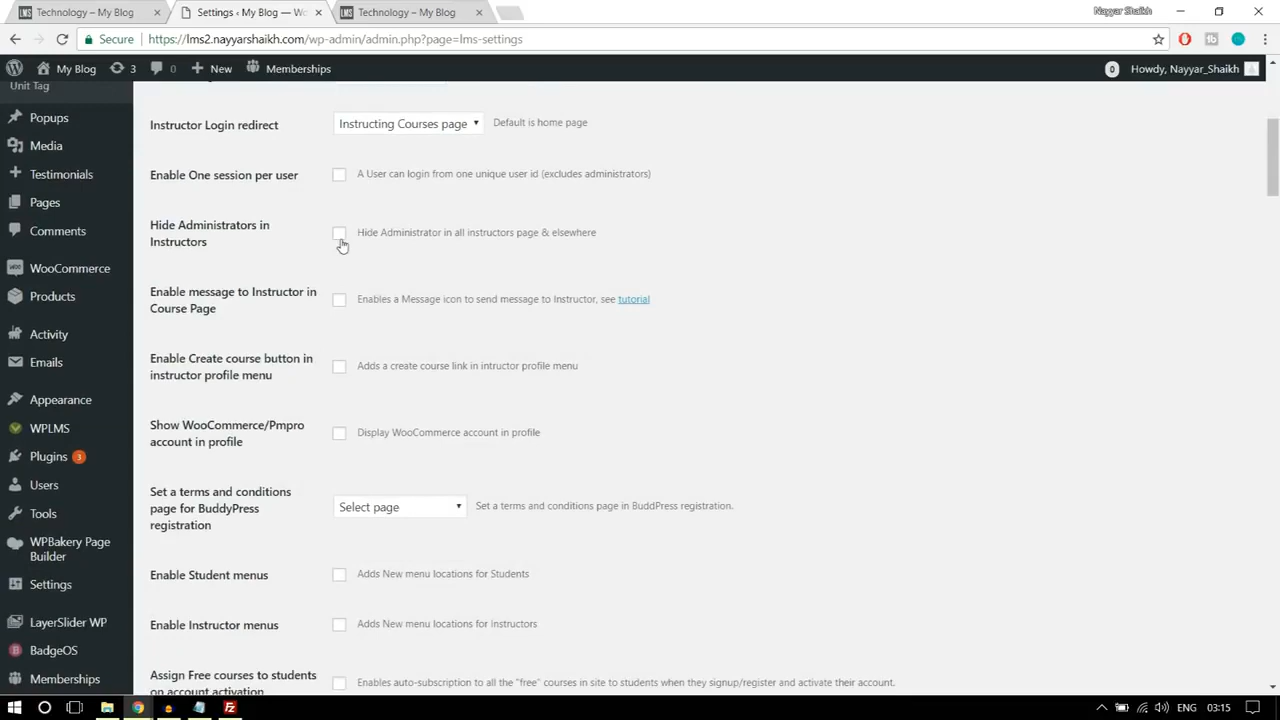 LMS Technology – My Blog
Settings ‹ My Blog — Wo
LMS Technology – My Blog
Nayyar Shaikh
Secure https://lms2.nayyarshaikh.com/wp-admin/admin.php?page=lms-settings
My Blog 3 0 New Memberships 0 Howdy, Nayyar_Shaikh
Unit Tag
Popups
Media
Testimonials
Pages
Comments
WooCommerce
Products
Activity
Emails
Appearance
WPLMS
Plugins 3
Users
Tools
WPBakery Page
Builder
Settings
LayerSlider WP
BadgeOS
Memberships
Instructor Login redirect Instructing Courses page Default is home page
Enable One session per user A User can login from one unique user id (excludes administrators)
Hide Administrators in
Instructors
Hide Administrator in all instructors page & elsewhere
Enable message to Instructor in
Course Page
Enables a Message icon to send message to Instructor, see tutorial
Enable Create course button in
instructor profile menu
Adds a create course link in intructor profile menu
Show WooCommerce/Pmpro
account in profile
Display WooCommerce account in profile
Set a terms and conditions
page for BuddyPress
registration
Select page Set a terms and conditions page in BuddPress registration.
Enable Student menus Adds New menu locations for Students
Enable Instructor menus Adds New menu locations for Instructors
Assign Free courses to students
on account activation
Enables auto-subscription to all the "free" courses in site to students when they signup/register and activate their account.
ENG 03:15